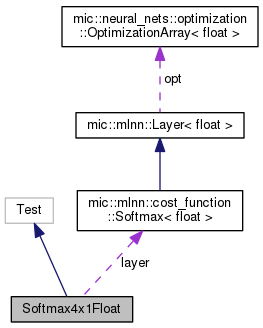 mic::neural_nets::optimization
::OptimizationArray< float >
opt
mic::mlnn::Layer< float >
Test
mic::mlnn::cost_function
::Softmax< float >
layer
Softmax4x1Float